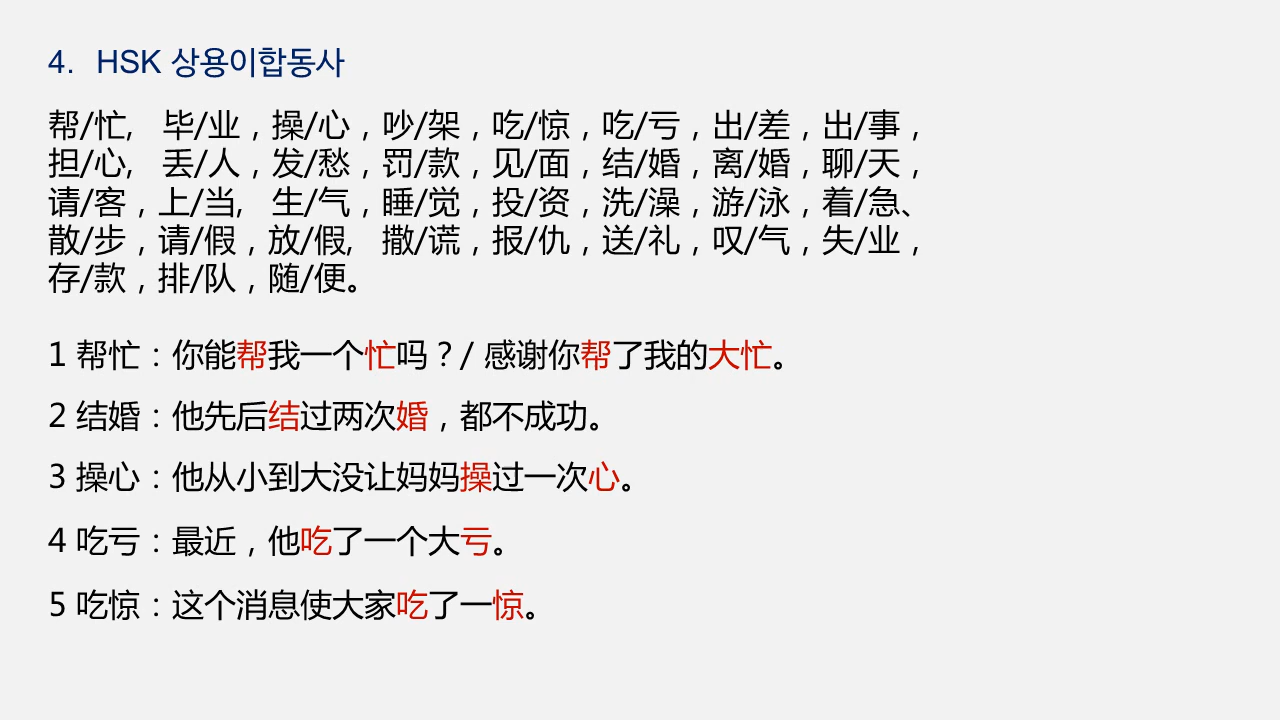 4. HSK 상용이합동사
帮/忙, 毕/业，操/心，吵/架，吃/惊，吃/亏，出/差，出/事，
担/心, 丢/人，发/愁，罚/款，见/面，结/婚，离/婚，聊/天，
请/客，上/当, 生/气，睡/觉，投/资，洗/澡，游/泳，着/急、
散/步，请/假，放/假, 撒/谎，报/仇，送/礼，叹/气，失/业，
存/款，排/队，随/便。
1 帮忙：你能帮我一个忙吗？/ 感谢你帮了我的大忙。
2 结婚：他先后结过两次婚，都不成功。
3 操心：他从小到大没让妈妈操过一次心。
4 吃亏：最近，他吃了一个大亏。
5 吃惊：这个消息使大家吃了一惊。